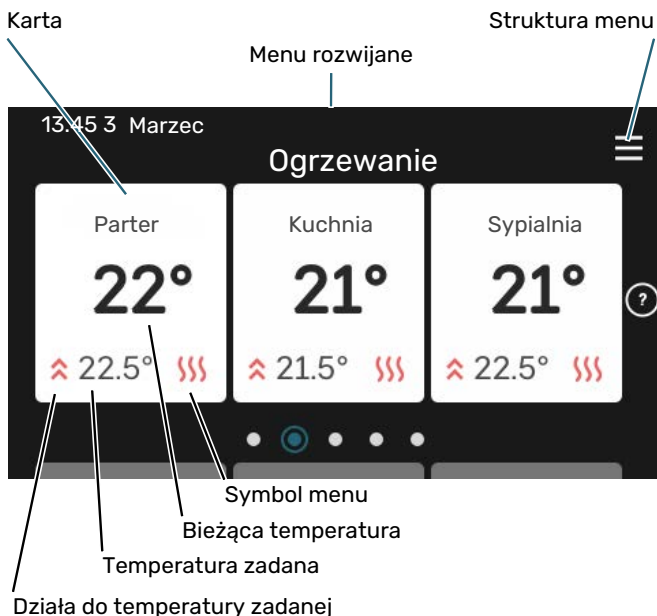 Karta
Struktura menu
Menu rozwijane
13.45 3 Marzec
Ogrzewanie
Parter
Kuchnia
Sypialnia
22°
21°
21°
?
22.5°
21.5°
22.5°
Symbol menu
Bieżąca temperatura
Temperatura zadana
Działa do temperatury zadanej